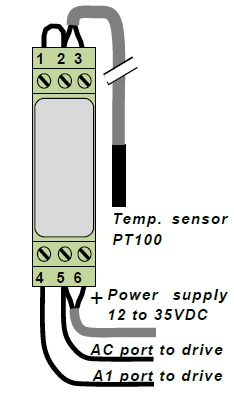 1 2 3
Temp. sensor
PT100
4 5 6
+ Power supply
12 to 35VDC
AC port to drive
A1 port to drive